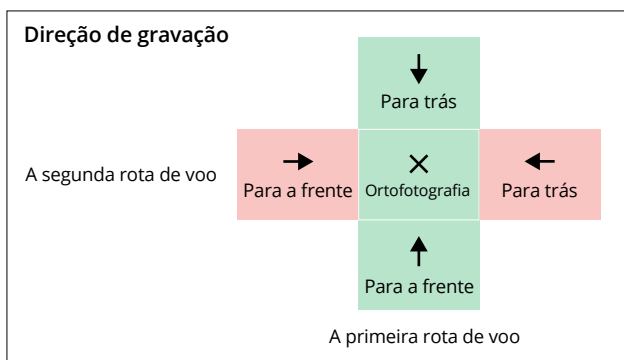 Direção de gravação
Para trás
A segunda rota de voo
Para a frente
Ortofotografia
Para trás
Para a frente
A primeira rota de voo